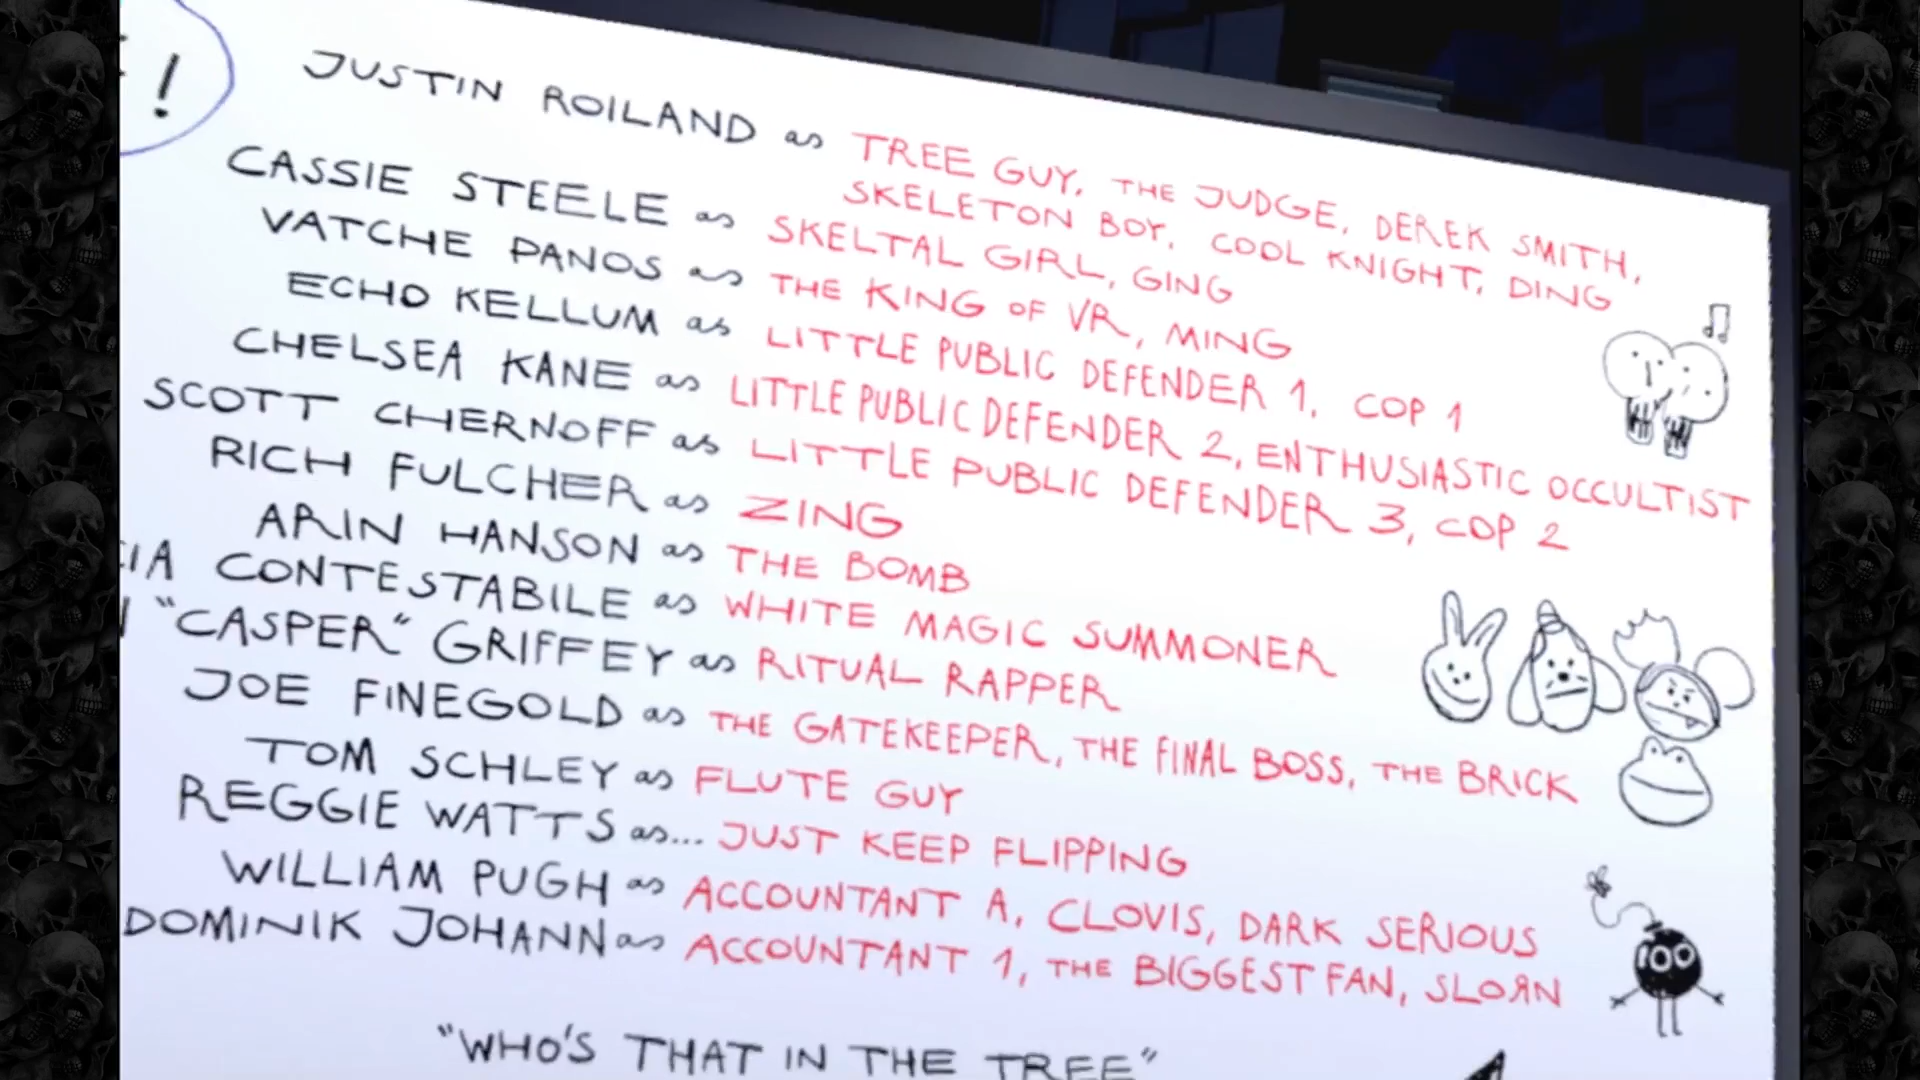 !
JUSTIN ROILAND as TREE GUY, THE JUDGE, DEREK SMITH,
SKELETON BOY, COOL KNIGHT, DING
CASSIE STEELE as SKELTAL GIRL, GING
VATCHE PANOS as THE KING OF VR, MING
ECHO KELLUM as LITTLE PUBLIC DEFENDER 1, COP 1
CHELSEA KANE as LITTLE PUBLIC DEFENDER 2, ENTHUSIASTIC OCCULTIST
SCOTT CHERNOFF as LITTLE PUBLIC DEFENDER 3, COP 2
RICH FULCHER as ZING
ARIN HANSON as THE BOMB
IA CONTESTABILE as WHITE MAGIC SUMMONER
"CASPER" GRIFFEY as RITUAL RAPPER
JOE FINEGOLD as THE GATEKEEPER, THE FINAL BOSS, THE BRICK
TOM SCHLEY as FLUTE GUY
REGGIE WATTS as... JUST KEEP FLIPPING
WILLIAM PUGH as ACCOUNTANT A, CLOVIS, DARK SERIOUS
DOMINIK JOHANN as ACCOUNTANT 1, THE BIGGEST FAN, SLOAN
"WHO'S THAT IN THE TREE"